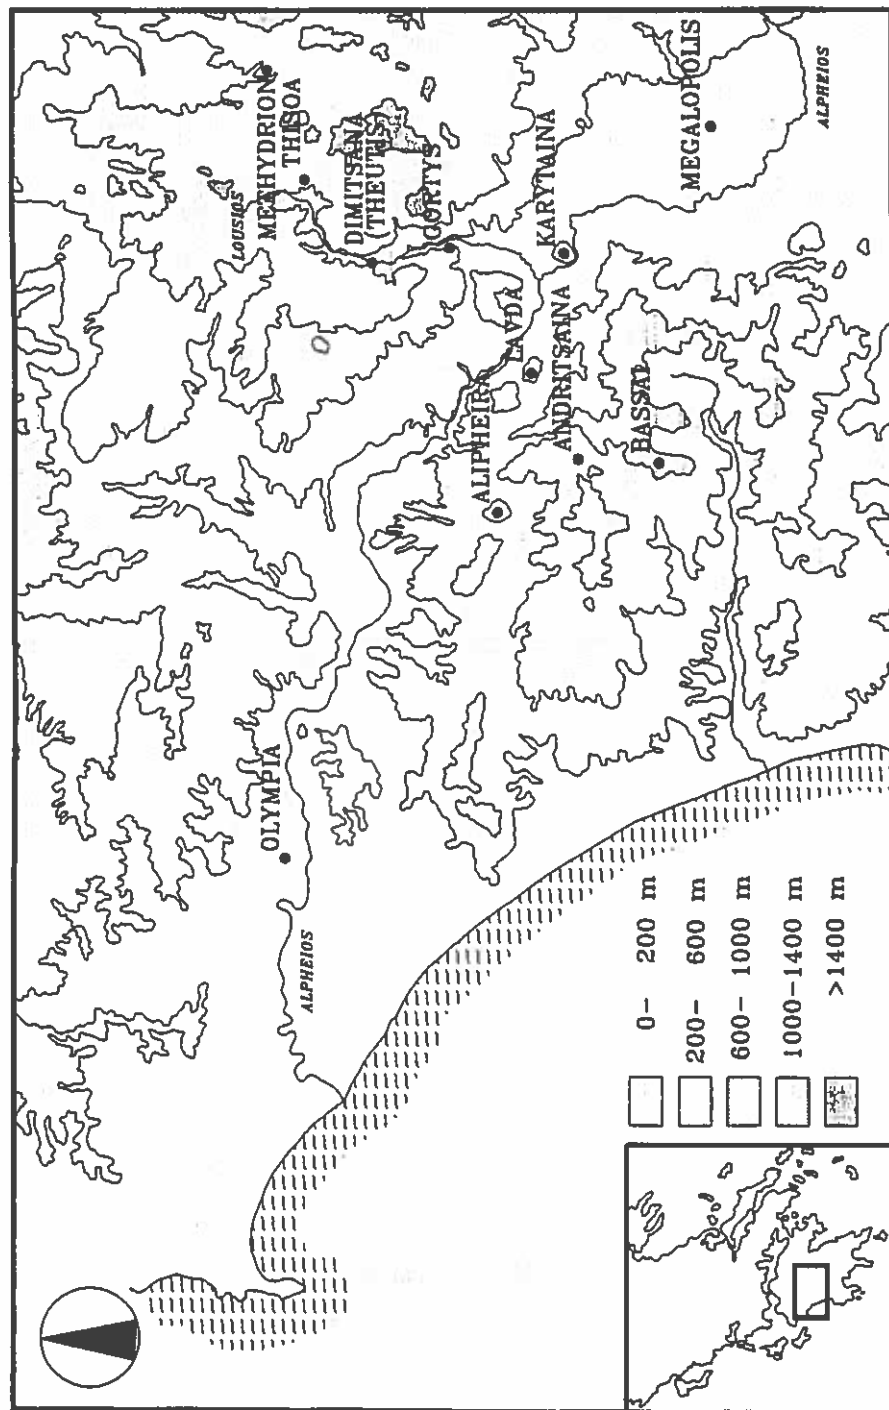 LOUSIOS
METHYDRION
THISOA
DIMITSANA
(THEUTIS)
GORTYS
KARYTAINA
MEGALOPOLIS
ALPHEIOS
LAVDA
ALIPHEIRA
ANDRITSAINA
BASSAI
OLYMPIA
ALPHEIOS
0- 200 m
200- 600 m
600- 1000 m
1000-1400 m
>1400 m